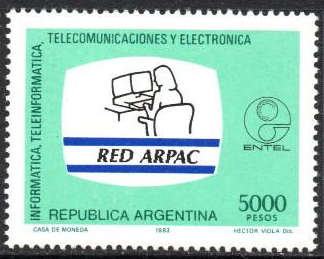 INFORMATICA, TELEINFORMATICA,
TELECOMUNICACIONES Y ELECTRONICA
RED ARPAC
ENTEL
5000
PESOS
REPUBLICA ARGENTINA
CASA DE MONEDA
1983
HECTOR VIOLA Dib.